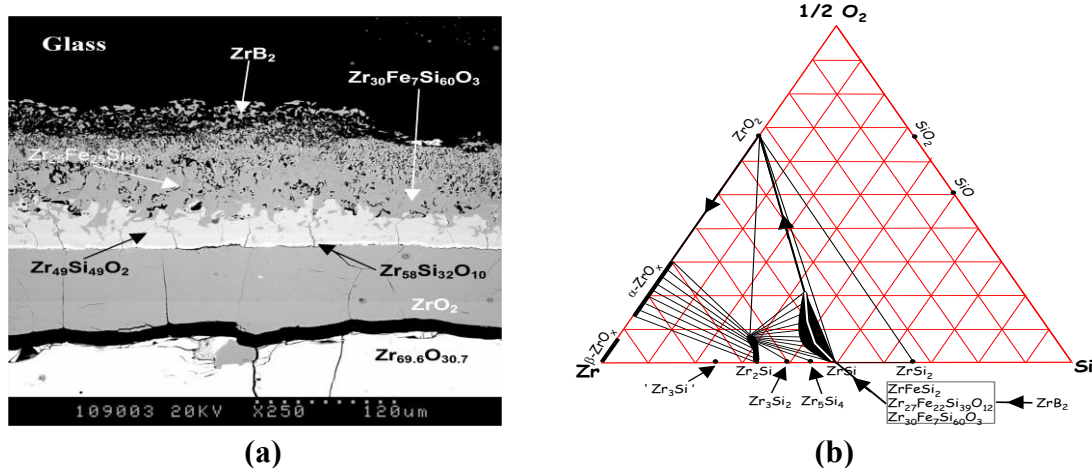 Glass
ZrB2
Zr30Fe7Si60O3
Zr49Si49O2
Zr58Si32O10
ZrO2
Zr69.6O30.7
109003 20KV X250 120um
(a)
1/2 O2
ZrO2
SiO2
SiO
α-ZrOx
β-ZrOx
Zr
Zr2Si
ZrSi
ZrSi2
Si
'Zr3Si'
Zr3Si2
Zr5Si4
ZrFeSi2
Zr27Fe22Si39O12
Zr30Fe7Si60O3
ZrB2
(b)